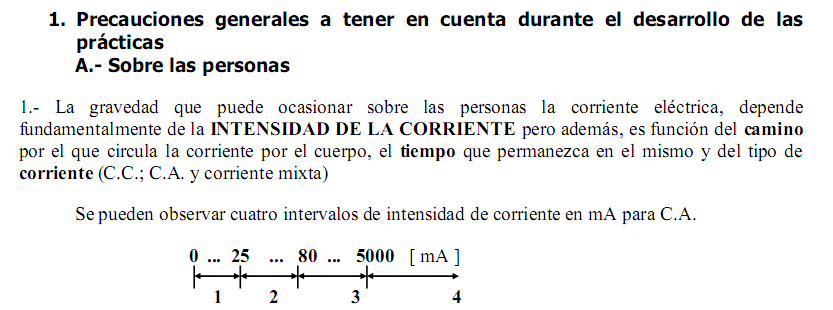 1. Precauciones generales a tener en cuenta durante el desarrollo de las
prácticas
A.- Sobre las personas
1.- La gravedad que puede ocasionar sobre las personas la corriente eléctrica, depende
fundamentalmente de la INTENSIDAD DE LA CORRIENTE pero además, es función del camino
por el que circula la corriente por el cuerpo, el tiempo que permanezca en el mismo y del tipo de
corriente (C.C.; C.A. y corriente mixta)
Se pueden observar cuatro intervalos de intensidad de corriente en mA para C.A.
0 ... 25 ... 80 ... 5000 [ mA ]
1 2 3 4